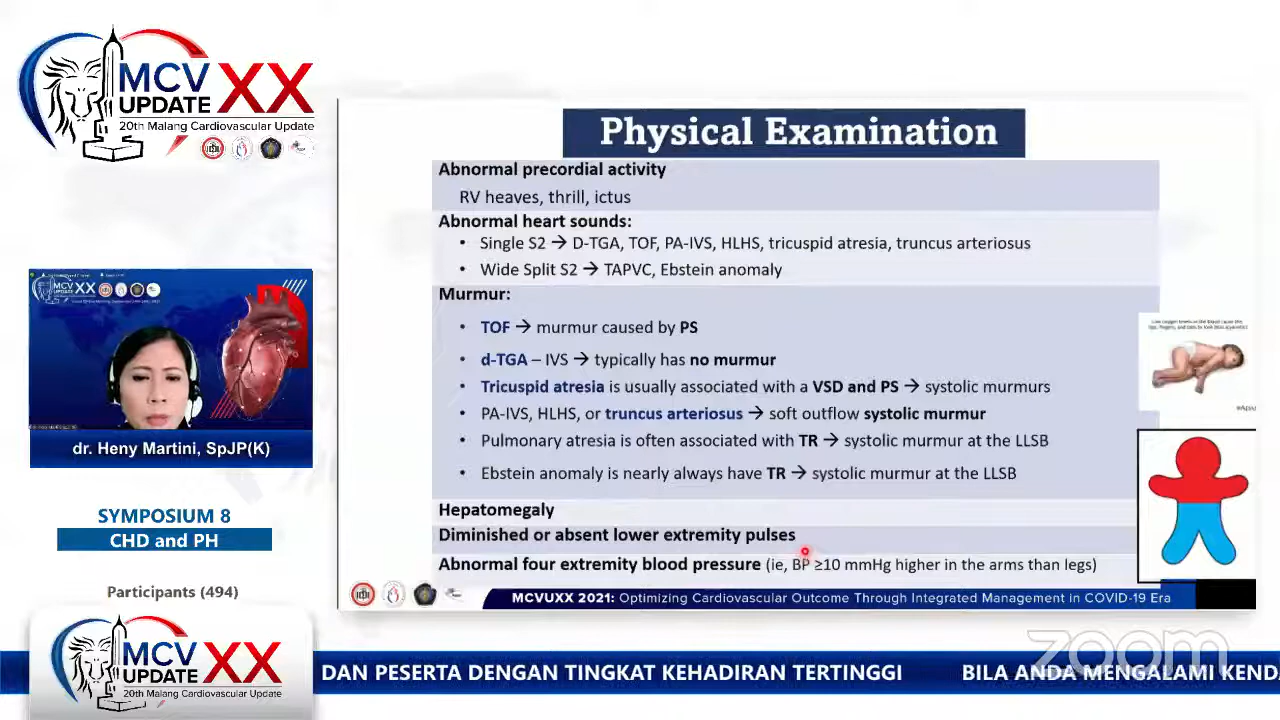 MCV
UPDATE
XX
20th Malang Cardiovascular Update
Physical Examination
Abnormal precordial activity
RV heaves, thrill, ictus
Abnormal heart sounds:
• Single S2 → D-TGA, TOF, PA-IVS, HLHS, tricuspid atresia, truncus arteriosus
• Wide Split S2 → TAPVC, Ebstein anomaly
Murmur:
• TOF → murmur caused by PS
• d-TGA – IVS → typically has no murmur
• Tricuspid atresia is usually associated with a VSD and PS → systolic murmurs
• PA-IVS, HLHS, or truncus arteriosus → soft outflow systolic murmur
• Pulmonary atresia is often associated with TR → systolic murmur at the LLSB
• Ebstein anomaly is nearly always have TR → systolic murmur at the LLSB
Hepatomegaly
Diminished or absent lower extremity pulses
Abnormal four extremity blood pressure (ie, BP ≥10 mmHg higher in the arms than legs)
MCVUXX 2021: Optimizing Cardiovascular Outcome Through Integrated Management in COVID-19 Era
MCV
UPDATE XX
dr. Heny Martini, SpJP(K)
SYMPOSIUM 8
CHD and PH
Participants (494)
MCV
UPDATE
XX
20th Malang Cardiovascular Update
DAN PESERTA DENGAN TINGKAT KEHADIRAN TERTINGGI BILA ANDA MENGALAMI KENDA
zoom